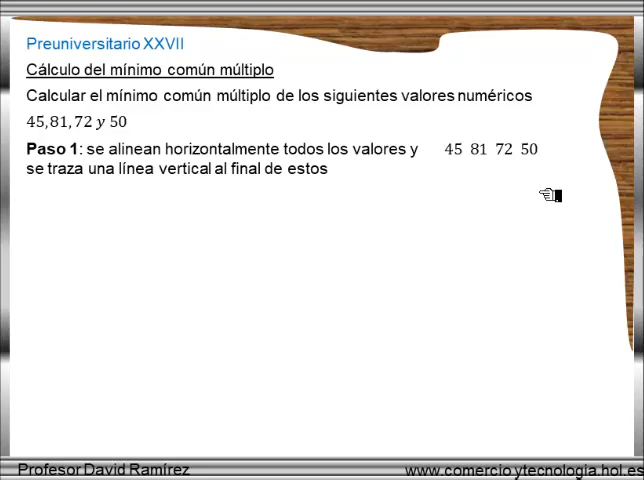 Preuniversitario XXVII
Cálculo del mínimo común múltiplo
Calcular el mínimo común múltiplo de los siguientes valores numéricos
45,81,72 y 50
Paso 1: se alinean horizontalmente todos los valores y 45 81 72 50
se traza una línea vertical al final de estos
Profesor David Ramírez www.comercioytecnologia.hol.es